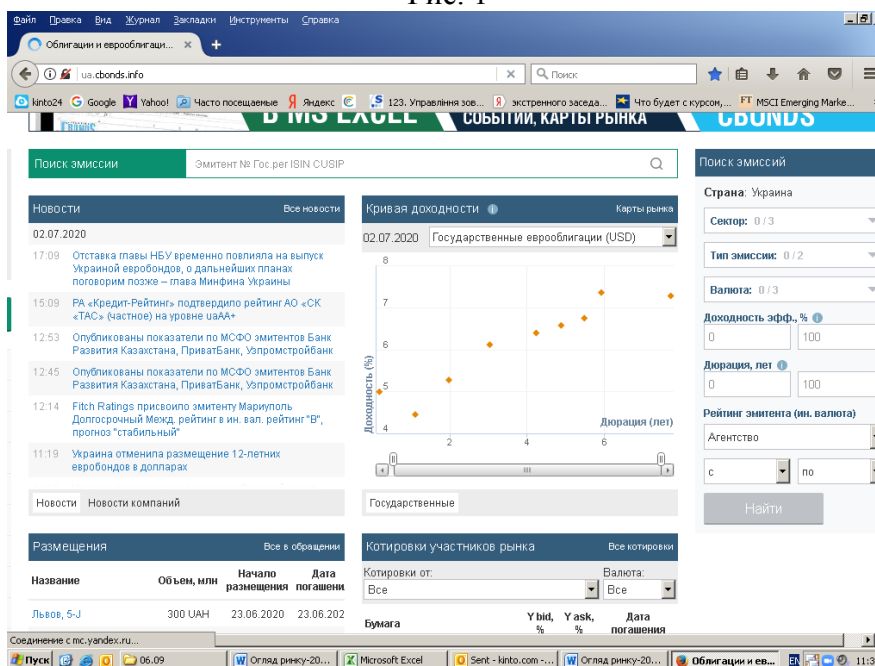 Файл Правка Вид Журнал Закладки Инструменты Справка
Облигации и еврооблигаци...
ua.cbonds.info
Поиск
kinto24 Google Yahoo! Часто посещаемые Яндекс 123. Управління зов... экстренного заседа... Что будет с курсом,... MSCI Emerging Marke...
В MS EXCEL
СОБЫТИЙ, КАРТЫ РЫНКА
CBONDS
Поиск эмиссии
Эмитент № Гос.рег ISIN CUSIP
Новости
Все новости
02.07.2020
17:09 Отставка главы НБУ временно повлияла на выпуск
Украиной евробондов, о дальнейших планах
поговорим позже – глава Минфина Украины
15:09 РА «Кредит-Рейтинг» подтвердило рейтинг АО «СК
«ТАС» (частное) на уровне uaAA+
12:53 Опубликованы показатели по МСФО эмитентов Банк
Развития Казахстана, ПриватБанк, Узпромстройбанк
12:45 Опубликованы показатели по МСФО эмитентов Банк
Развития Казахстана, ПриватБанк, Узпромстройбанк
12:14 Fitch Ratings присвоило эмитенту Мариуполь
Долгосрочный Межд. рейтинг в ин. вал. рейтинг "B",
прогноз "стабильный"
11:19 Украина отменила размещение 12-летних
евробондов в долларах
Новости Новости компаний
Кривая доходности
Карты рынка
02.07.2020 Государственные еврооблигации (USD)
8
7
6
5
4
Доходность (%)
Дюрация (лет)
2 4 6
Государственные
Поиск эмиссий
Страна: Украина
Сектор: 0 / 3
Тип эмиссии: 0 / 2
Валюта: 0 / 3
Доходность эфф., %
0 100
Дюрация, лет
0 100
Рейтинг эмитента (ин. валюта)
Агентство
с по
Найти
Размещения
Все в обращении
Название Объем, млн Начало размещения Дата погашени
Львов, 5-J 300 UAH 23.06.2020 23.06.202
Котировки участников рынка
Все котировки
Котировки от: Валюта:
Все Все
Бумага Y bid, % Y ask, % Дата погашения
Соединение с mc.yandex.ru...
Пуск 06.09 Огляд ринку-20... Microsoft Excel Sent - kinto.com -... Огляд ринку-20... Облигации и ев... EN 11:3